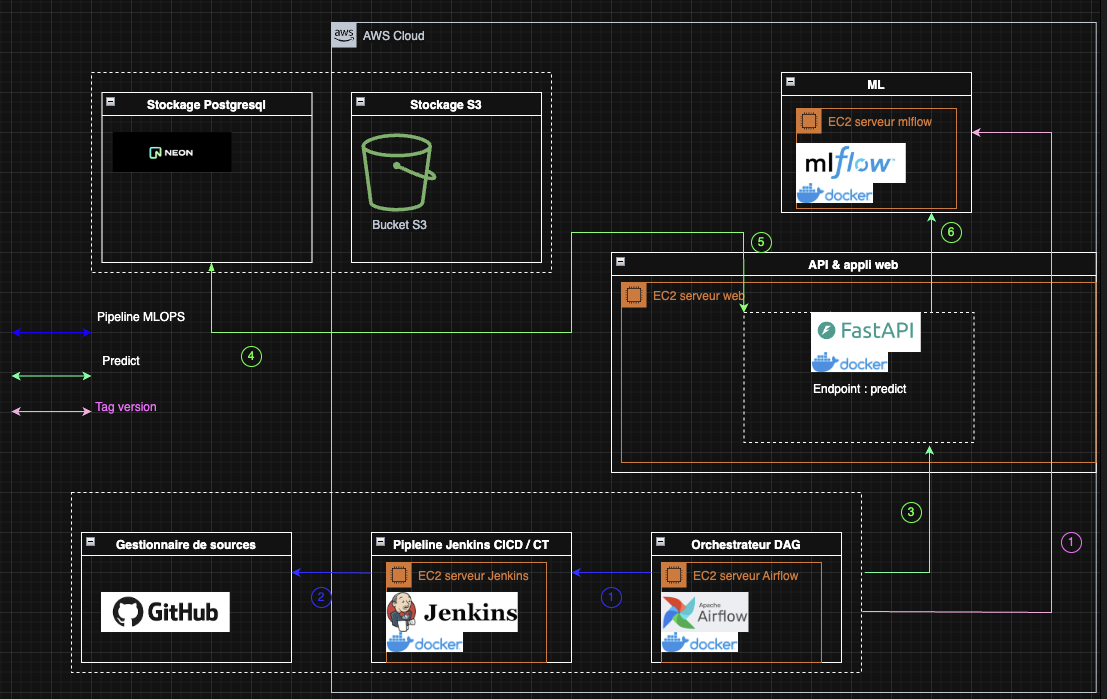 aws AWS Cloud
Stockage Postgresql
NEON
Stockage S3
Bucket S3
ML
EC2 serveur mlflow
mlflow
docker
6
5
API & appli web
EC2 serveur web
FastAPI
docker
Endpoint : predict
Pipeline MLOPS
Predict
Tag version
4
3
1
Gestionnaire de sources
GitHub
2
Pipleline Jenkins CICD / CT
EC2 serveur Jenkins
Jenkins
docker
1
Orchestrateur DAG
EC2 serveur Airflow
Apache
Airflow
docker